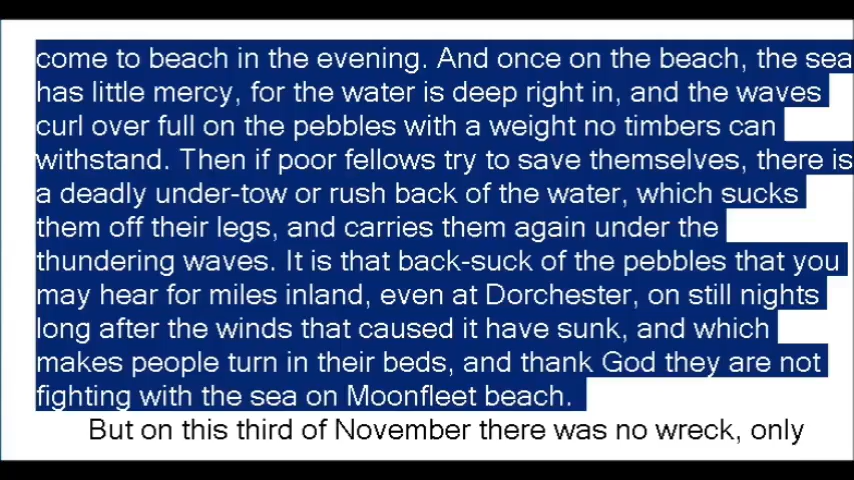 come to beach in the evening. And once on the beach, the sea
has little mercy, for the water is deep right in, and the waves
curl over full on the pebbles with a weight no timbers can
withstand. Then if poor fellows try to save themselves, there is
a deadly under-tow or rush back of the water, which sucks
them off their legs, and carries them again under the
thundering waves. It is that back-suck of the pebbles that you
may hear for miles inland, even at Dorchester, on still nights
long after the winds that caused it have sunk, and which
makes people turn in their beds, and thank God they are not
fighting with the sea on Moonfleet beach.
But on this third of November there was no wreck, only